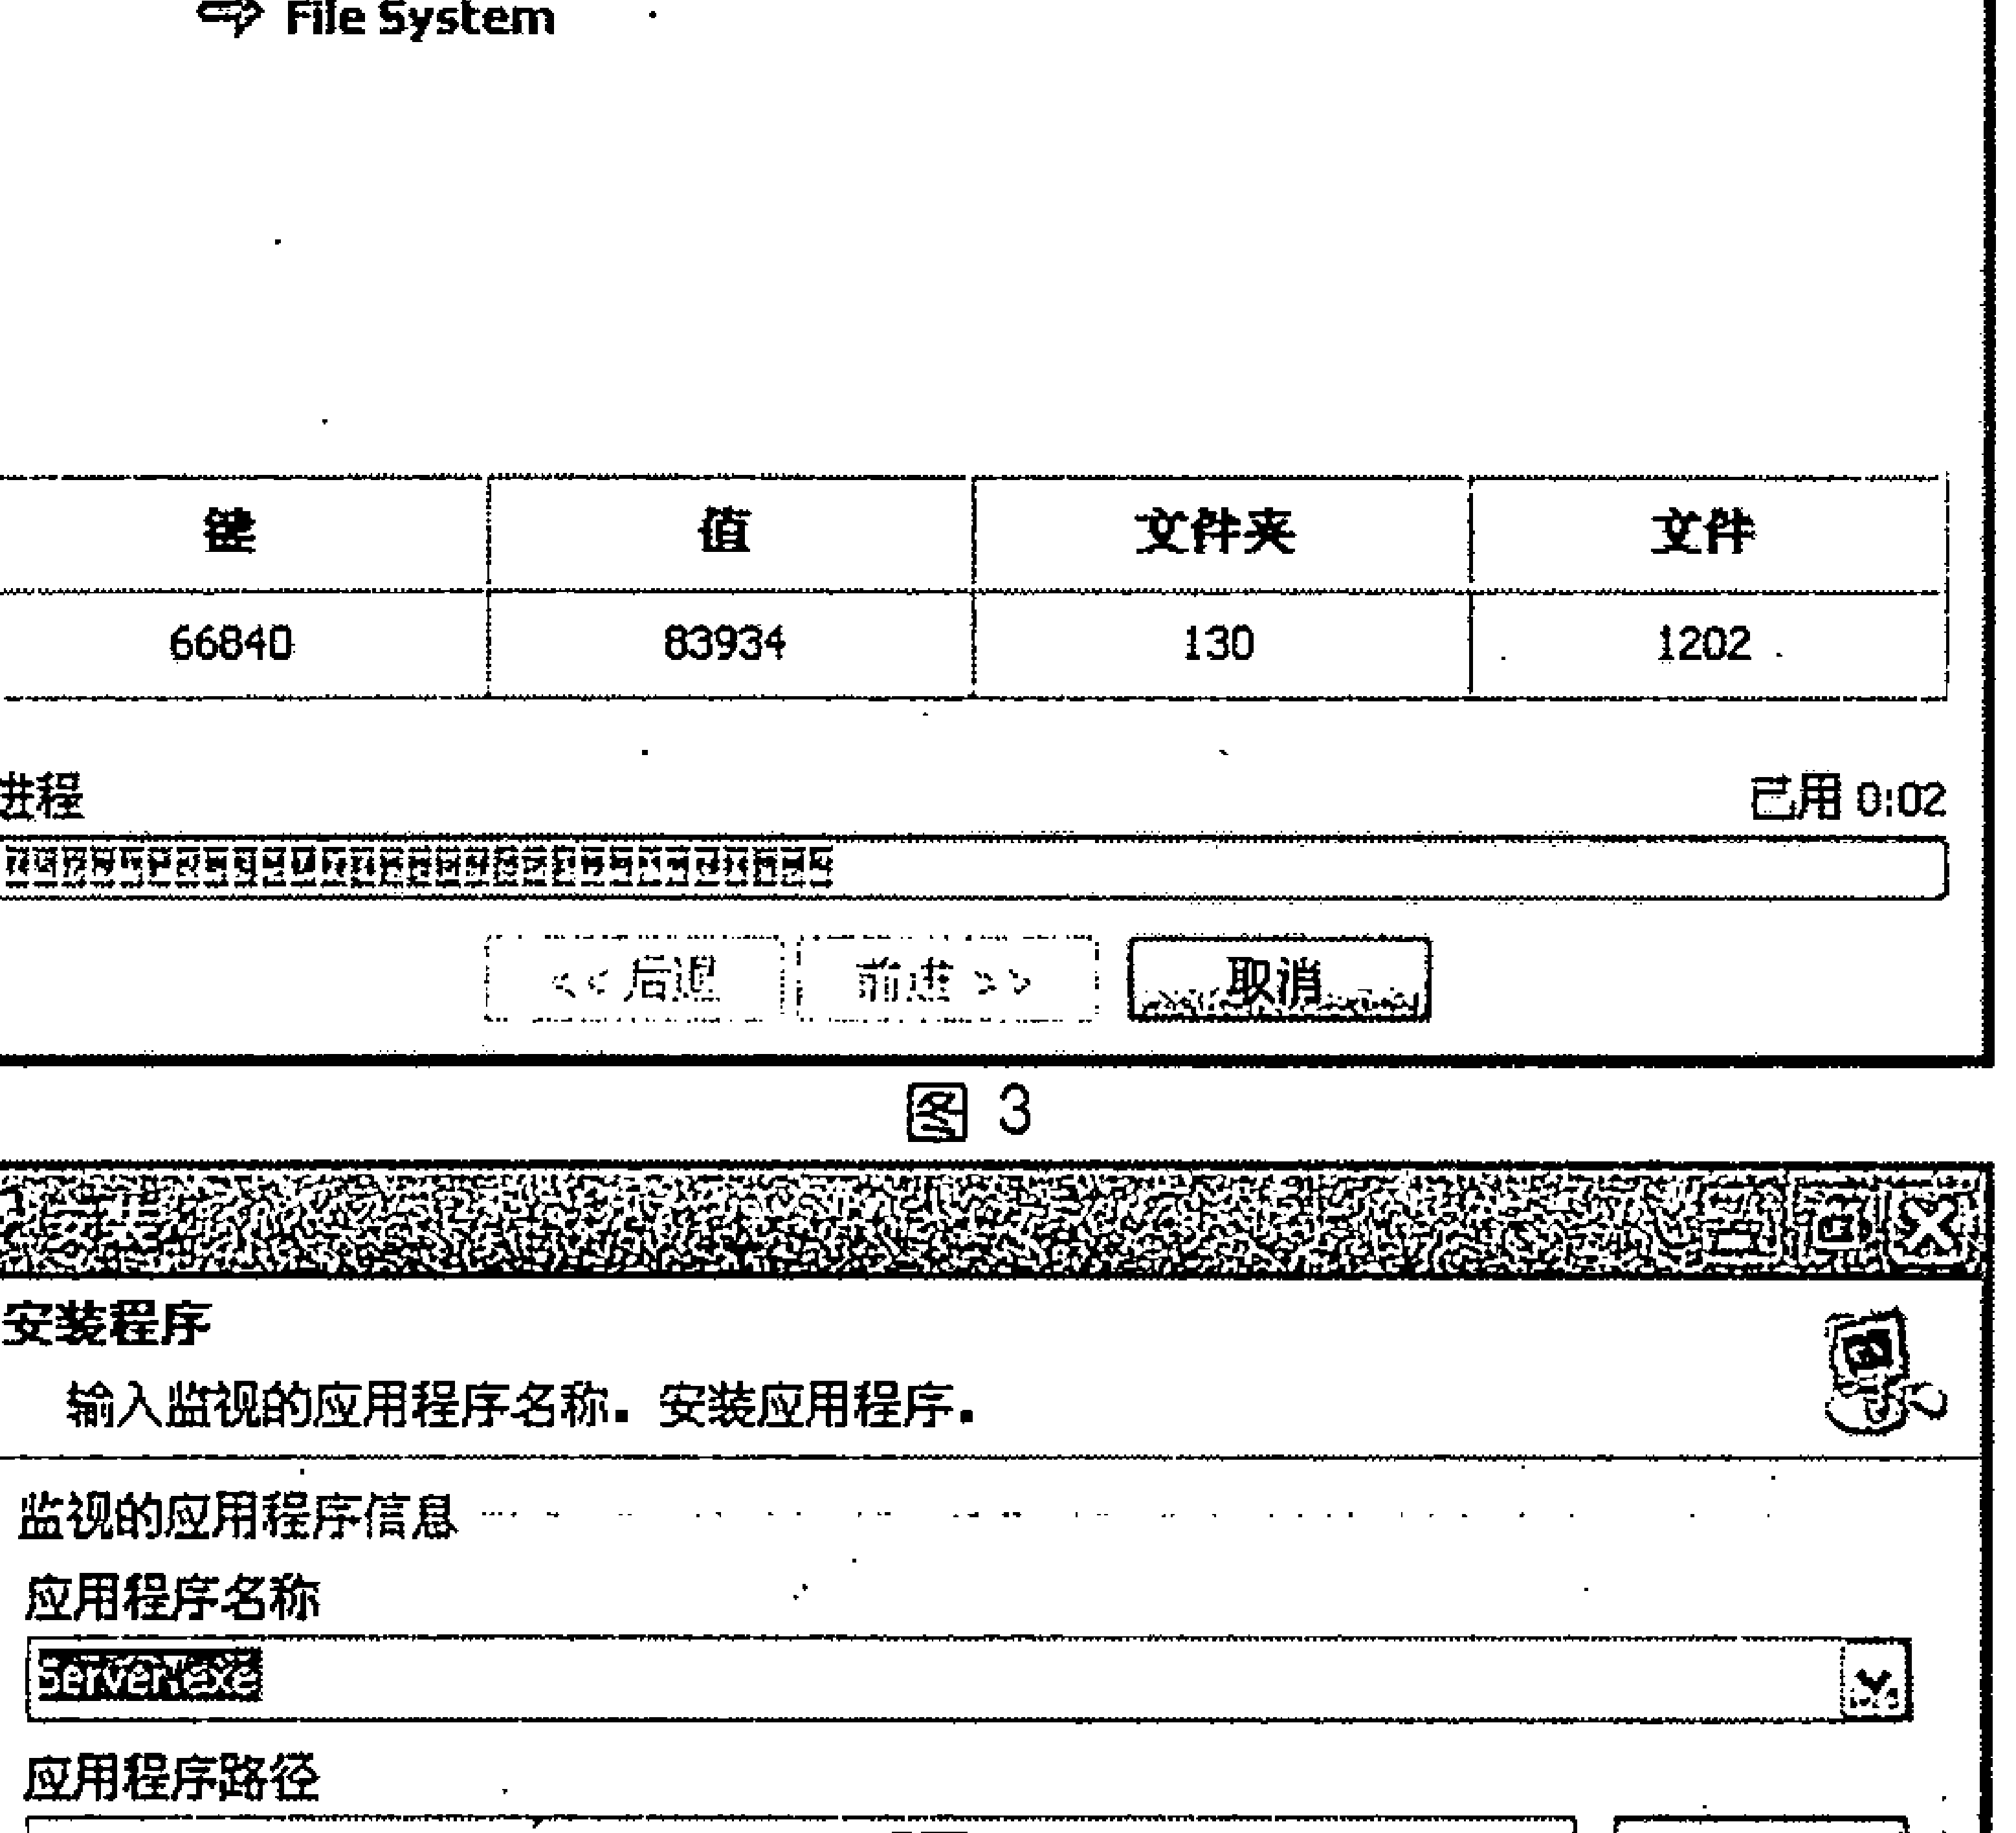 File System
键 值 文件夹 文件
66840 83934 130 1202
进程 已用 0:02
<< 后退 前进 >> 取消
图 3
安装
安装程序
输入监视的应用程序名称。安装应用程序。
监视的应用程序信息
应用程序名称
Server.exe
应用程序路径